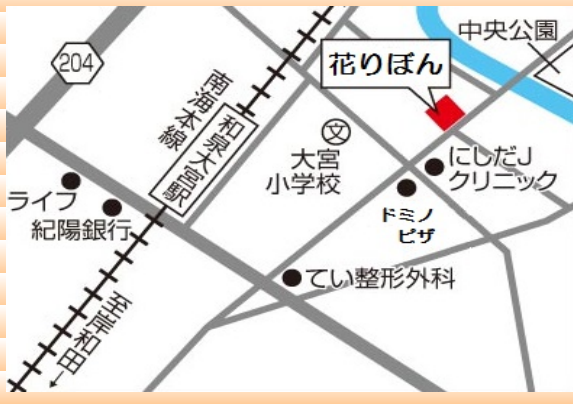 中央公園
204
花りぼん
南海本線
和泉大宮駅
文
大宮
小学校
にしだJ
クリニック
ライフ
紀陽銀行
ドミノ
ピザ
てい整形外科
至岸和田